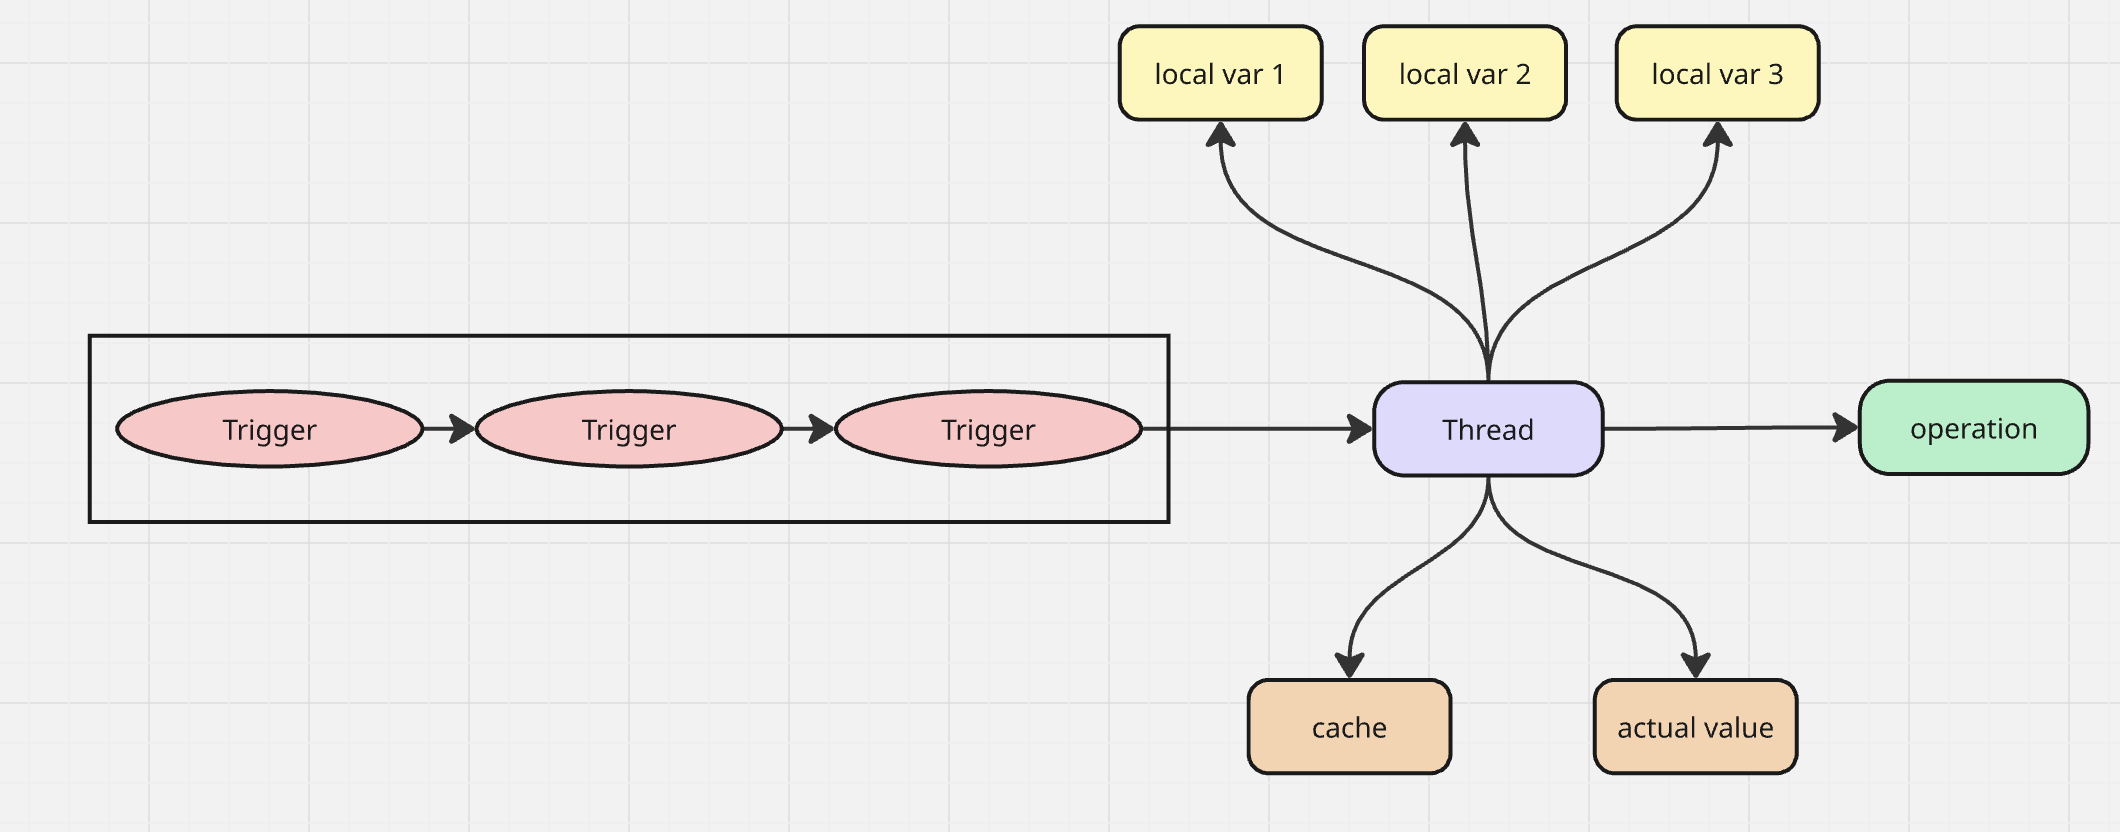 local var 1
local var 2
local var 3
Trigger
Trigger
Trigger
Thread
operation
cache
actual value